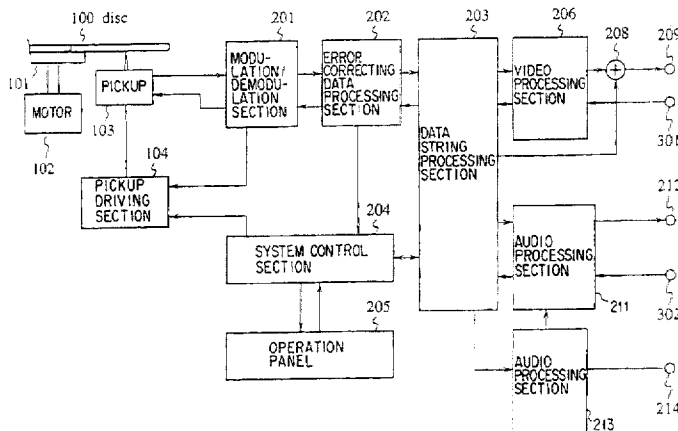 100 disc
201
202
203
206
208
209
101
MOTOR
102
PICKUP
103
MODU-
LATION/
DEMODULATION
SECTION
ERROR
CORRECTING
DATA
PROCESSING
SECTION
DATA
STRING
PROCESSING
SECTION
VIDEO
PROCESSING
SECTION
301
104
PICKUP
DRIVING
SECTION
204
SYSTEM CONTROL
SECTION
212
AUDIO
PROCESSING
SECTION
211
302
205
OPERATION
PANEL
AUDIO
PROCESSING
SECTION
213
214